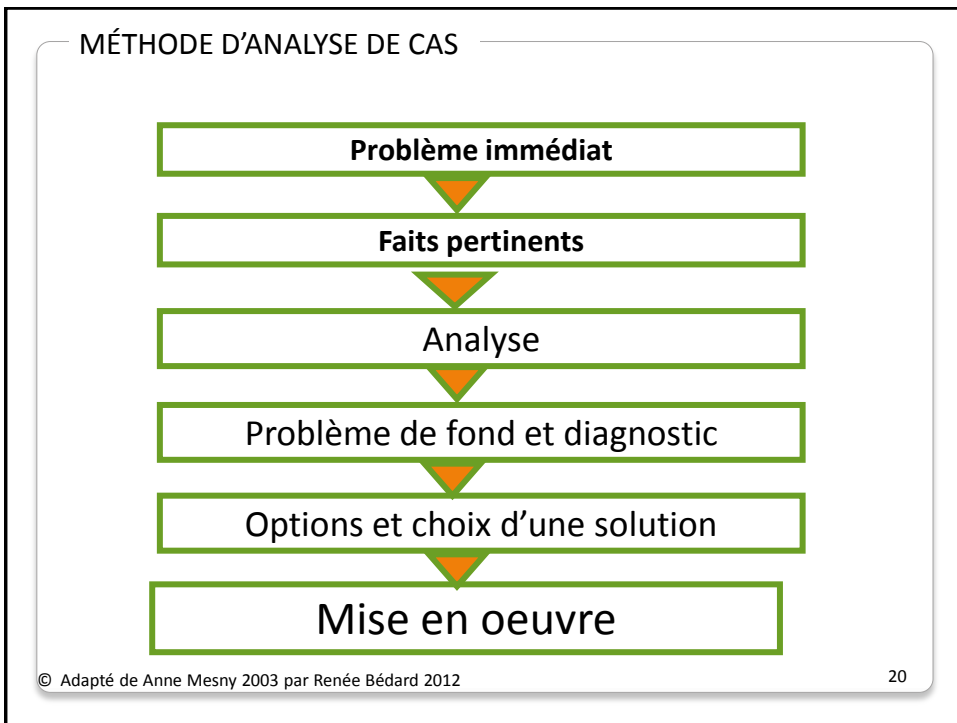 MÉTHODE D’ANALYSE DE CAS
Problème immédiat
Faits pertinents
Analyse
Problème de fond et diagnostic
Options et choix d’une solution
Mise en oeuvre
© Adapté de Anne Mesny 2003 par Renée Bédard 2012
20